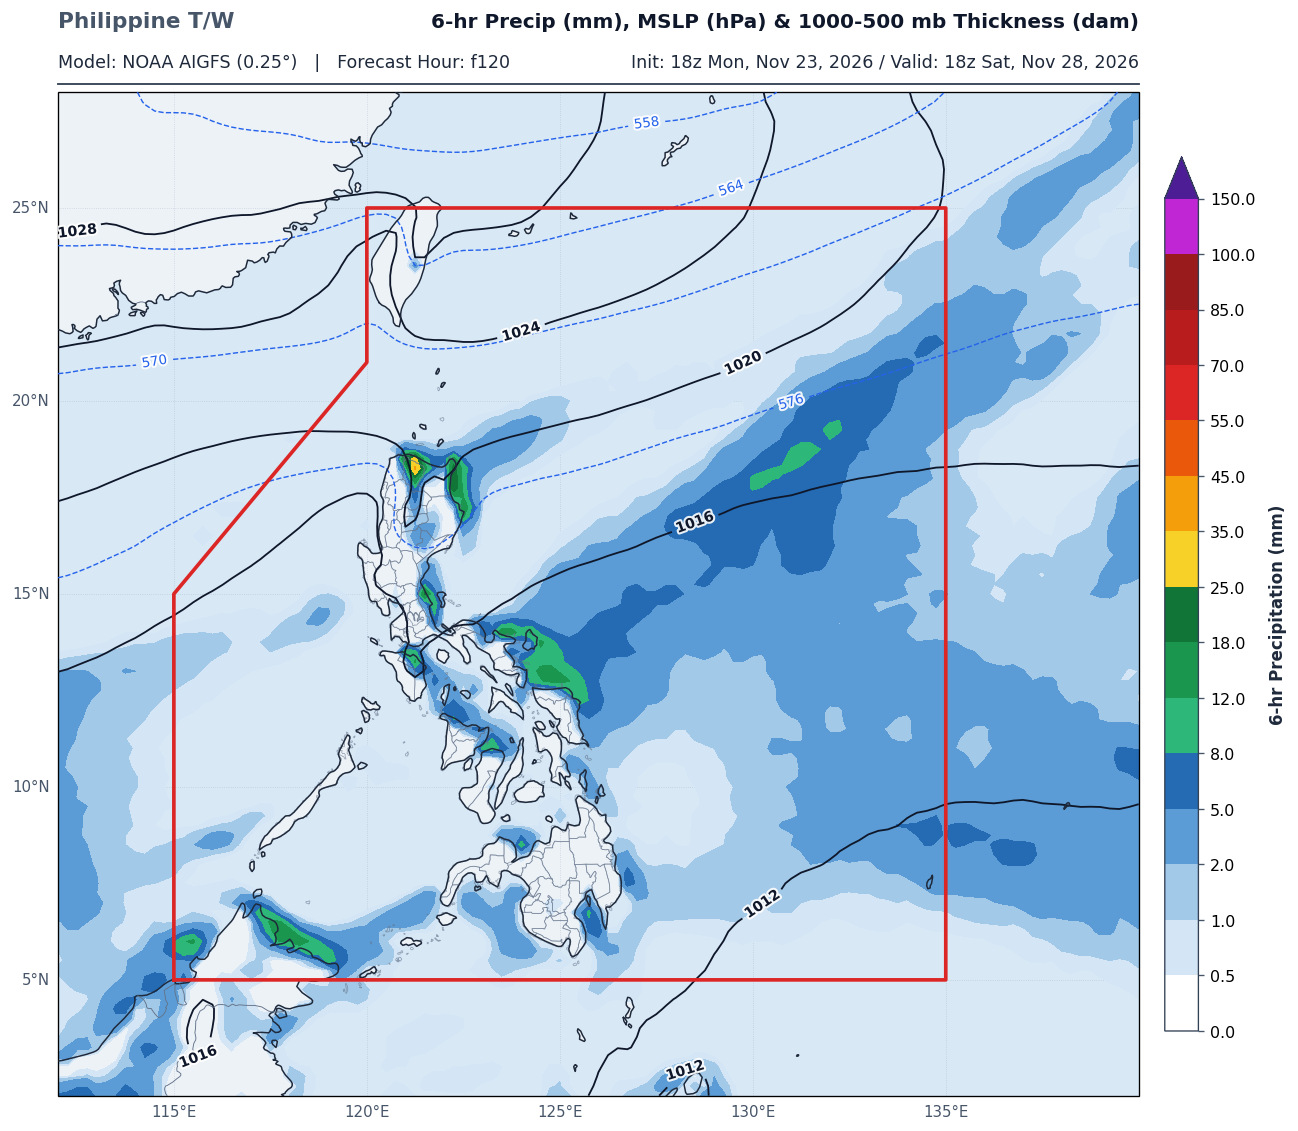 Philippine T/W
6-hr Precip (mm), MSLP (hPa) & 1000-500 mb Thickness (dam)
Model: NOAA AIGFS (0.25°) | Forecast Hour: f120
Init: 18z Mon, Nov 23, 2026 / Valid: 18z Sat, Nov 28, 2026
558
564
1028
1024
570
1020
576
1016
1012
1016
1012
25°N
20°N
15°N
10°N
5°N
115°E
120°E
125°E
130°E
135°E
150.0
100.0
85.0
70.0
55.0
45.0
35.0
25.0
18.0
12.0
8.0
5.0
2.0
1.0
0.5
0.0
6-hr Precipitation (mm)